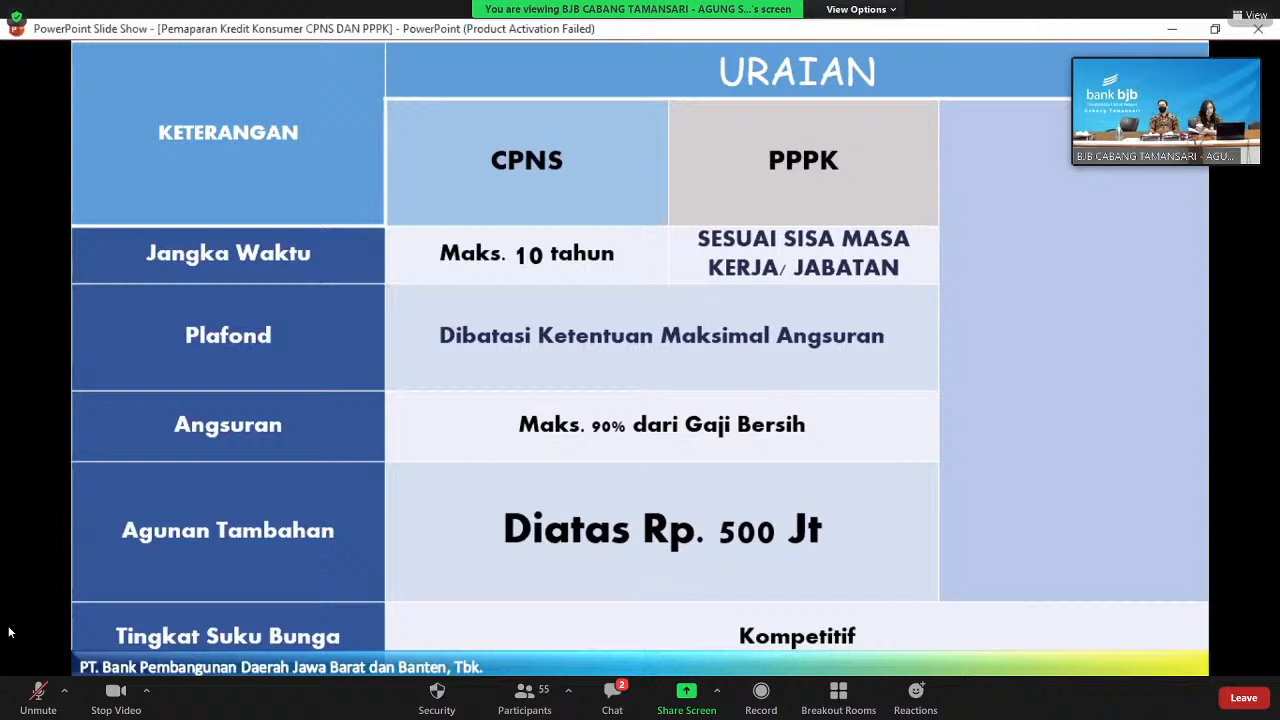 You are viewing BJB CABANG TAMANSARI - AGUNG S...'s screen
View Options
View
PowerPoint Slide Show - [Pemaparan Kredit Konsumer CPNS DAN PPPK] - PowerPoint (Product Activation Failed)
KETERANGAN
URAIAN
CPNS
PPPK
bank bjb
Cabang Tamansari
BJB CABANG TAMANSARI - AGU...
Jangka Waktu
Maks. 10 tahun
SESUAI SISA MASA
KERJA/ JABATAN
Plafond
Dibatasi Ketentuan Maksimal Angsuran
Angsuran
Maks. 90% dari Gaji Bersih
Agunan Tambahan
Diatas Rp. 500 Jt
Tingkat Suku Bunga
Kompetitif
PT. Bank Pembangunan Daerah Jawa Barat dan Banten, Tbk.
Unmute
Stop Video
Security
55
Participants
2
Chat
Share Screen
Record
Breakout Rooms
Reactions
Leave